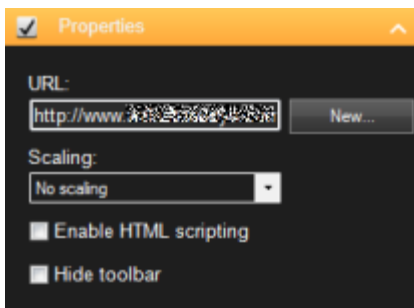 Properties
URL:
http://www.
New...
Scaling:
No scaling
Enable HTML scripting
Hide toolbar